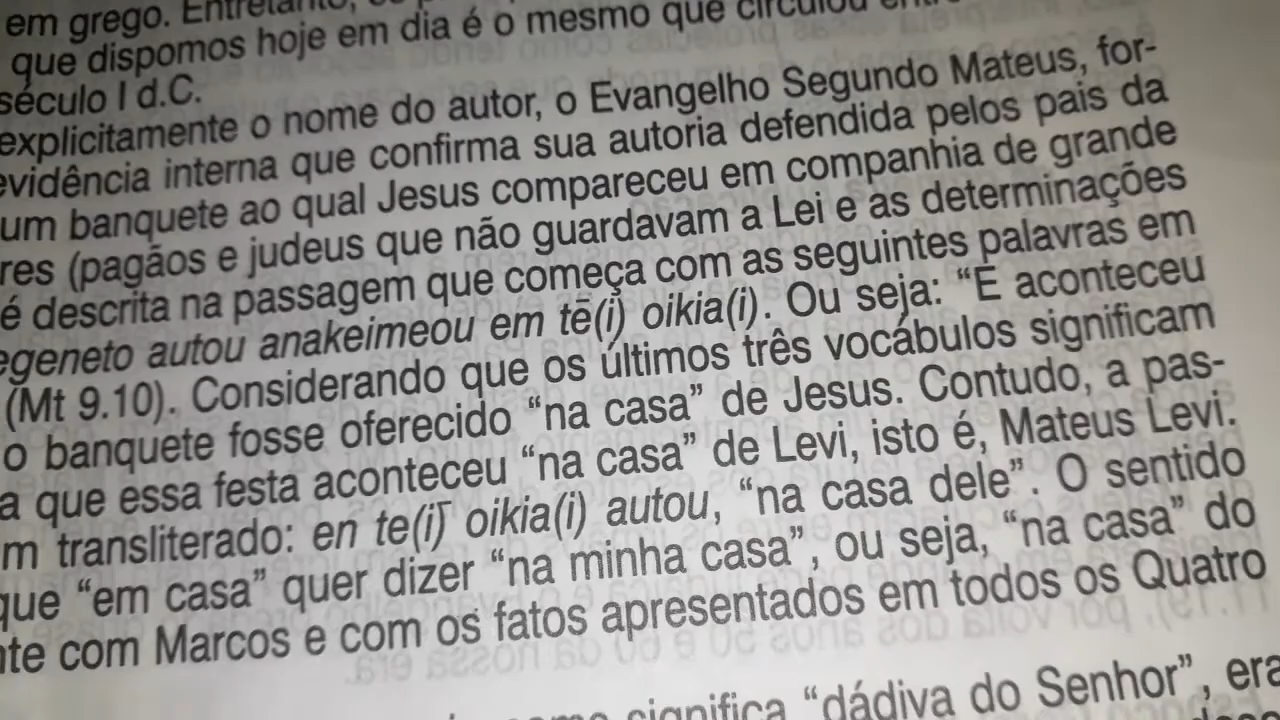 em grego. Entretanto,
que dispomos hoje em dia é o mesmo que circulou
século I d.C.
explicitamente o nome do autor, o Evangelho Segundo Mateus, for-
evidência interna que confirma sua autoria defendida pelos pais da
um banquete ao qual Jesus compareceu em companhia de grande
res (pagãos e judeus que não guardavam a Lei e as determinações
é descrita na passagem que começa com as seguintes palavras em
egeneto autou anakeimeou em tē(i) oikia(i). Ou seja: “E aconteceu
(Mt 9.10). Considerando que os últimos três vocábulos significam
o banquete fosse oferecido “na casa” de Jesus. Contudo, a pas-
a que essa festa aconteceu “na casa” de Levi, isto é, Mateus Levi.
m transliterado: en te(i) oikia(i) autou, “na casa dele”. O sentido
que “em casa” quer dizer “na minha casa”, ou seja, “na casa” do
nte com Marcos e com os fatos apresentados em todos os Quatro
significa “dádiva do Senhor”, era